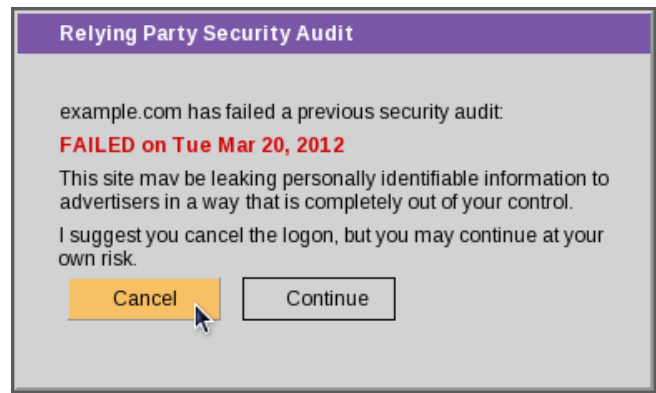 Relying Party Security Audit
example.com has failed a previous security audit:
FAILED on Tue Mar 20, 2012
This site mav be leaking personally identifiable information to
advertisers in a way that is completely out of your control.
I suggest you cancel the logon, but you may continue at your
own risk.
Cancel Continue